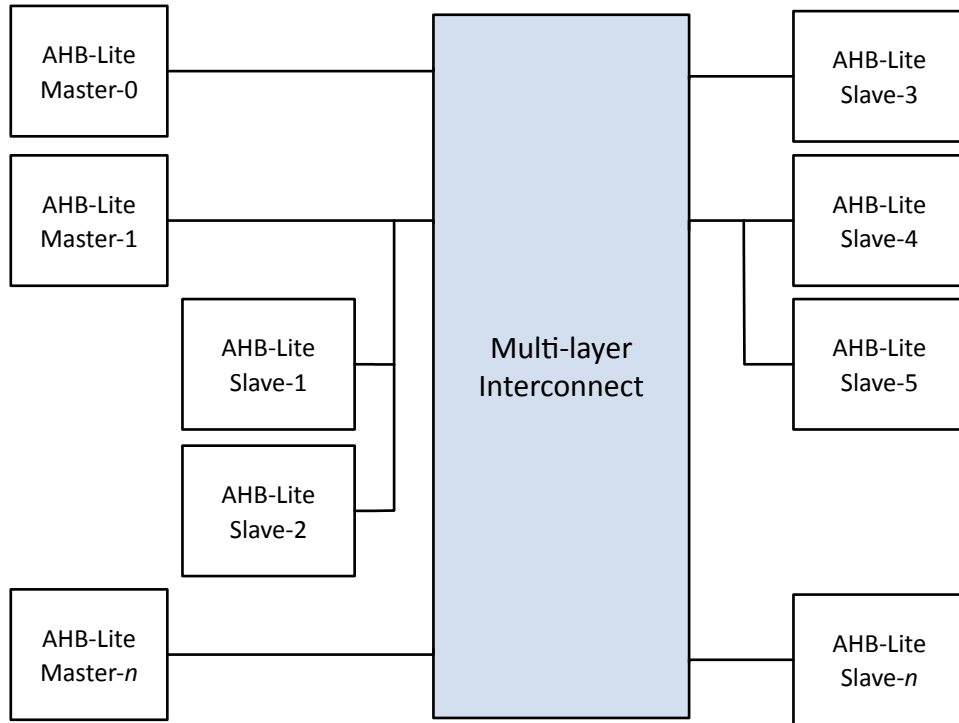 AHB-Lite
Master-0
AHB-Lite
Master-1
AHB-Lite
Slave-1
AHB-Lite
Slave-2
AHB-Lite
Master-n
Multi-layer
Interconnect
AHB-Lite
Slave-3
AHB-Lite
Slave-4
AHB-Lite
Slave-5
AHB-Lite
Slave-n